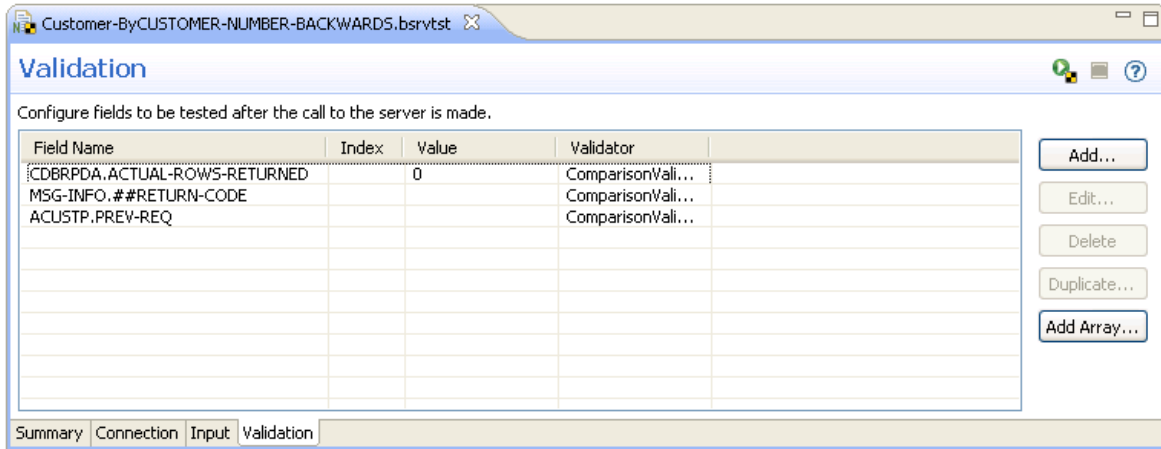 Customer-ByCUSTOMER-NUMBER-BACKWARDS.bsrvtst
Validation
Configure fields to be tested after the call to the server is made.
Field Name Index Value Validator
CDBRPDA.ACTUAL-ROWS-RETURNED 0 ComparisonVali...
MSG-INFO.##RETURN-CODE ComparisonVali...
ACUSTP.PREV-REQ ComparisonVali...
Add...
Edit...
Delete
Duplicate...
Add Array...
Summary Connection Input Validation